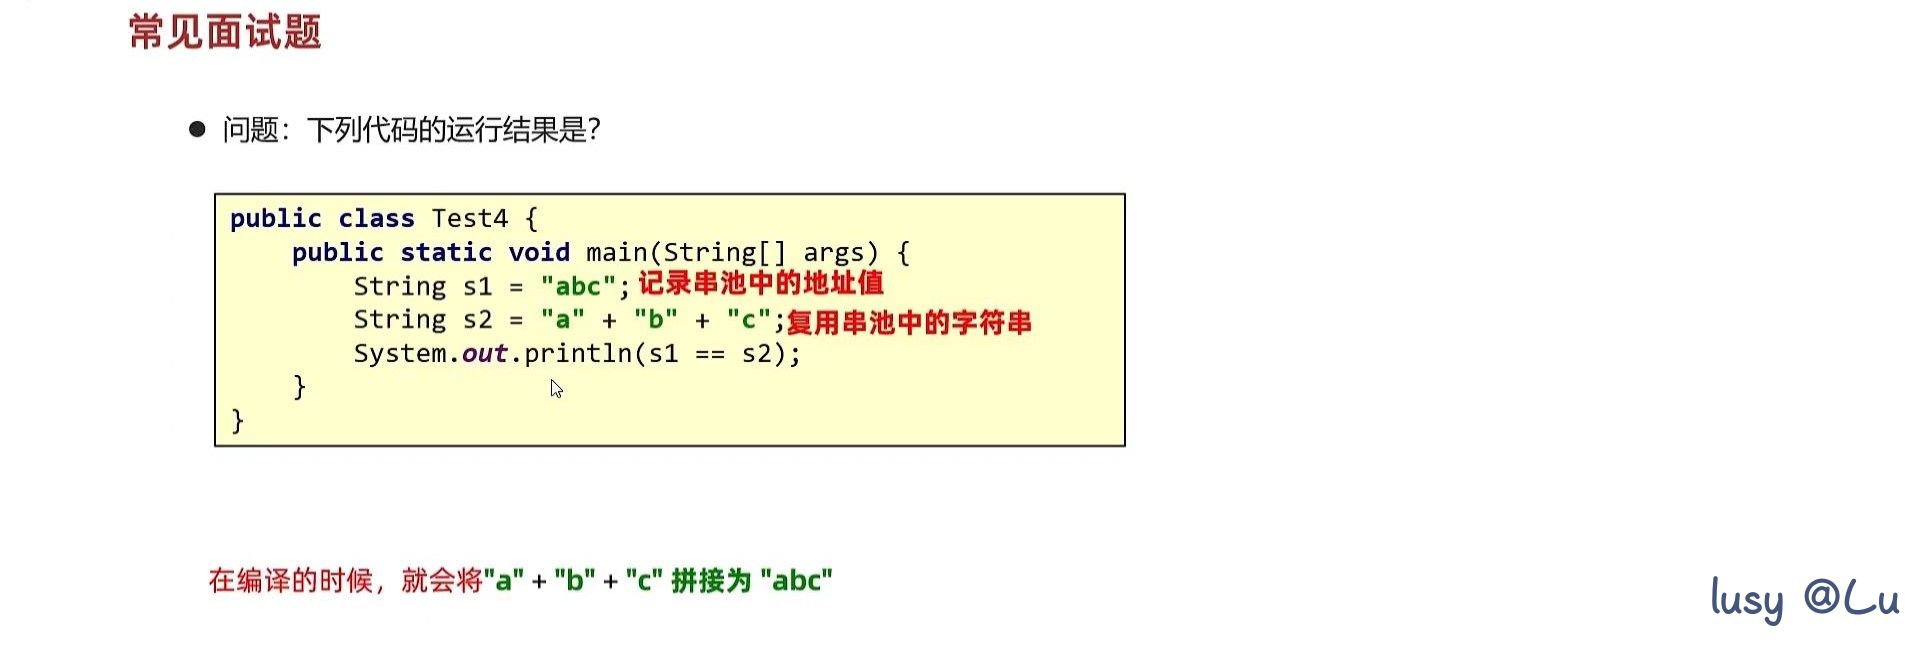 常见面试题
● 问题：下列代码的运行结果是？
public class Test4 {
    public static void main(String[] args) {
        String s1 = "abc"; 记录串池中的地址值
        String s2 = "a" + "b" + "c";复用串池中的字符串
        System.out.println(s1 == s2);
    }
}
在编译的时候，就会将"a" + "b" + "c" 拼接为 "abc"
lusy @Lu